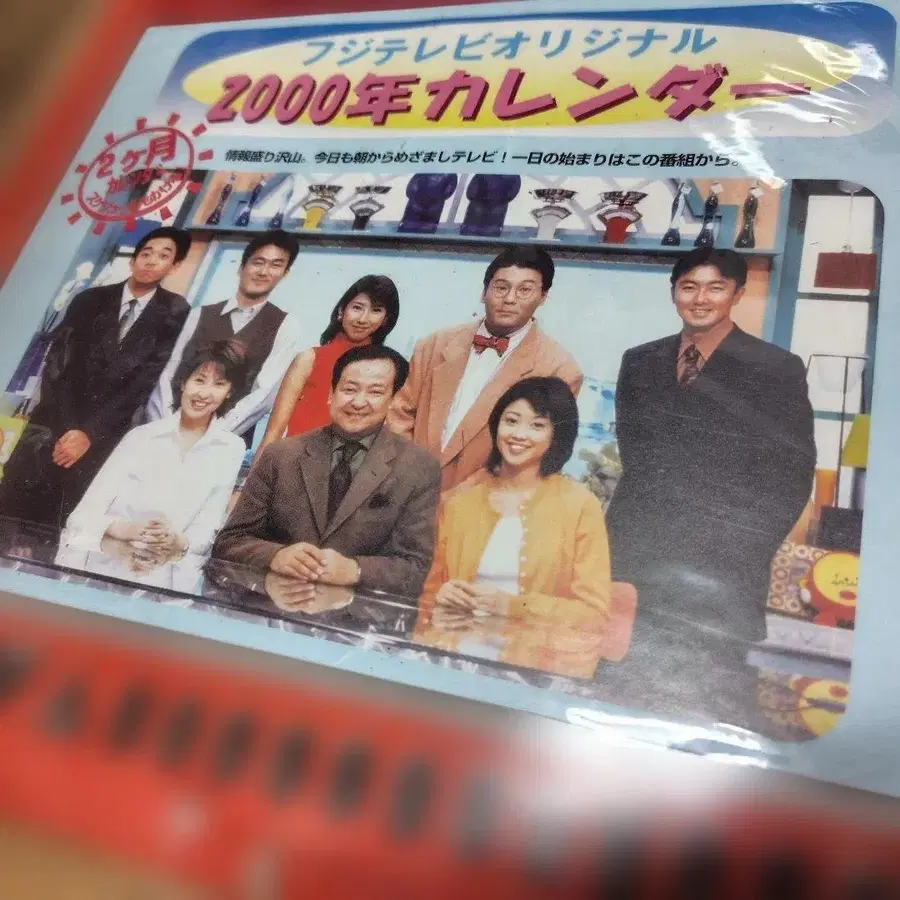 フジテレビオリジナル
2000年カレンダー
2ヶ月
情報盛り沢山。今日も朝からめざましテレビ！一日の始まりはこの番組から。